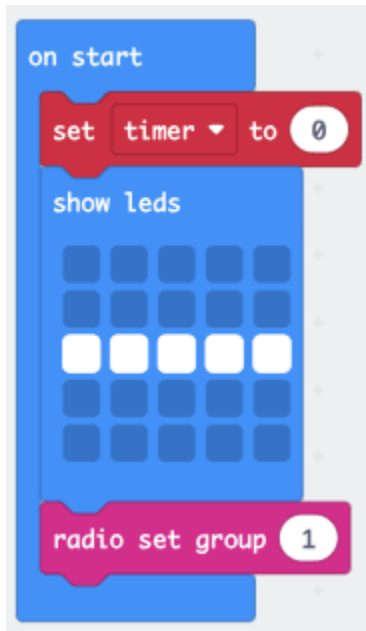 on start
set timer to 0
show leds
radio set group 1